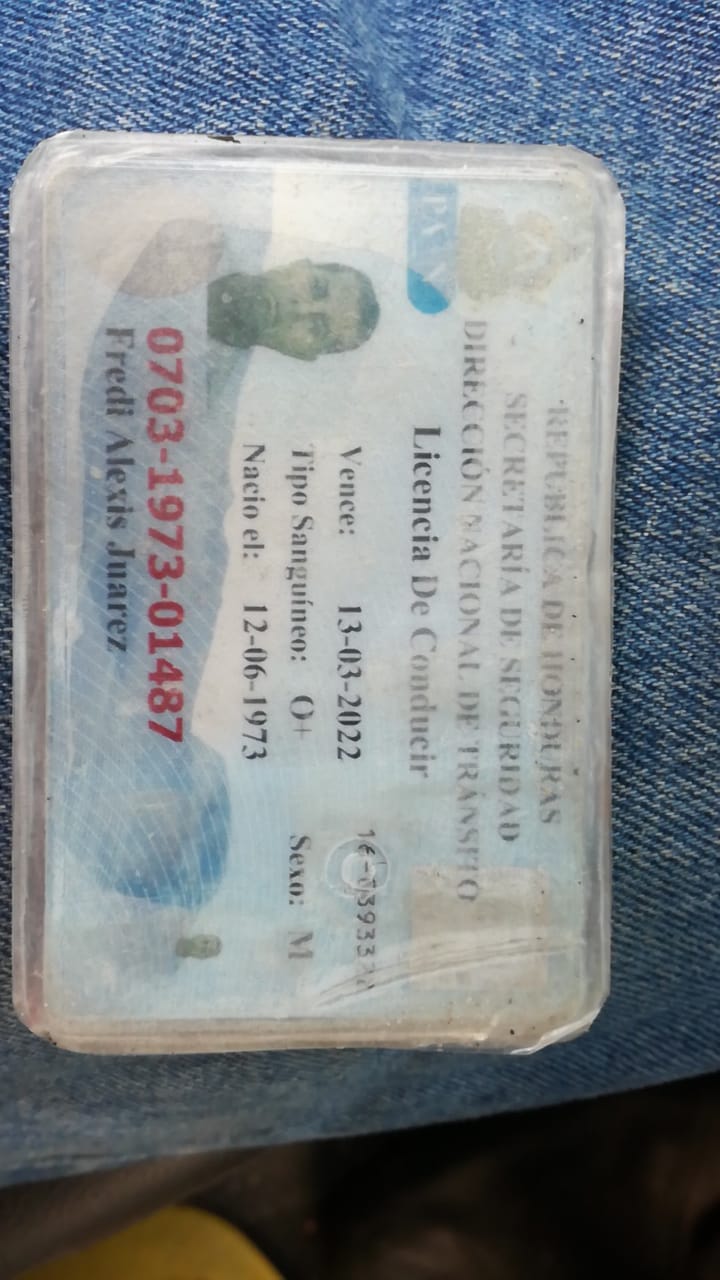 REPÚBLICA DE HONDURAS
SECRETARÍA DE SEGURIDAD
DIRECCIÓN NACIONAL DE TRÁNSITO
Licencia De Conducir
Vence: 13-03-2022
Tipo Sanguíneo: O+ Sexo: M
Nacio el: 12-06-1973
0703-1973-01487
Fredi Alexis Juarez